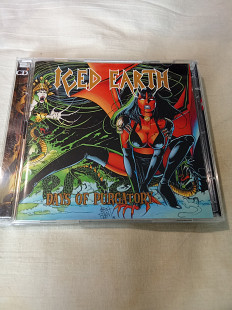 ICED EARTH
DAYS OF PURGATORY